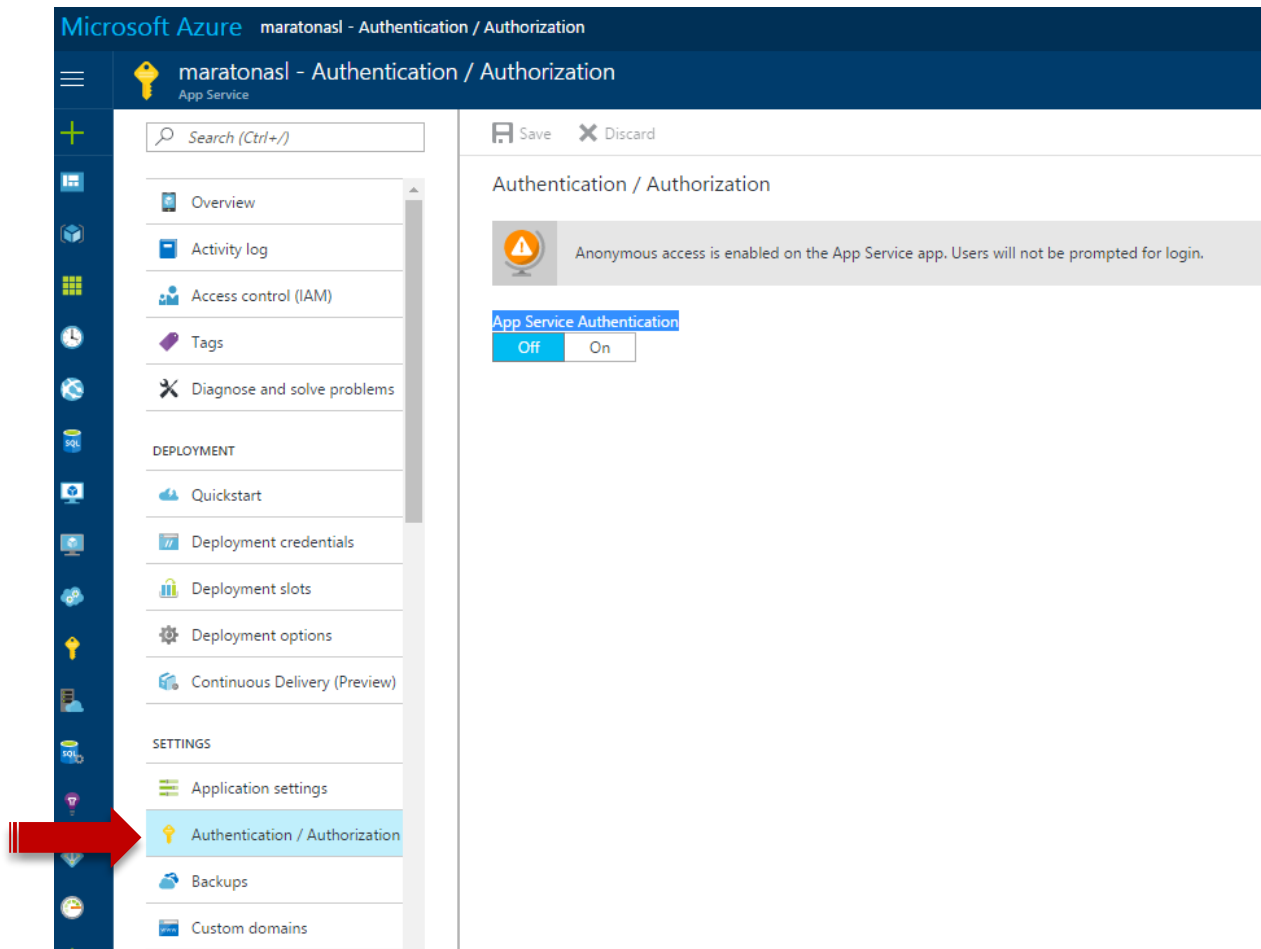 Microsoft Azure maratonasl - Authentication / Authorization
maratonasl - Authentication / Authorization
App Service
Search (Ctrl+/)
Overview
Activity log
Access control (IAM)
Tags
Diagnose and solve problems
DEPLOYMENT
Quickstart
Deployment credentials
Deployment slots
Deployment options
Continuous Delivery (Preview)
SETTINGS
Application settings
Authentication / Authorization
Backups
Custom domains
Save Discard
Authentication / Authorization
Anonymous access is enabled on the App Service app. Users will not be prompted for login.
App Service Authentication
Off On
SQL
SQL
www